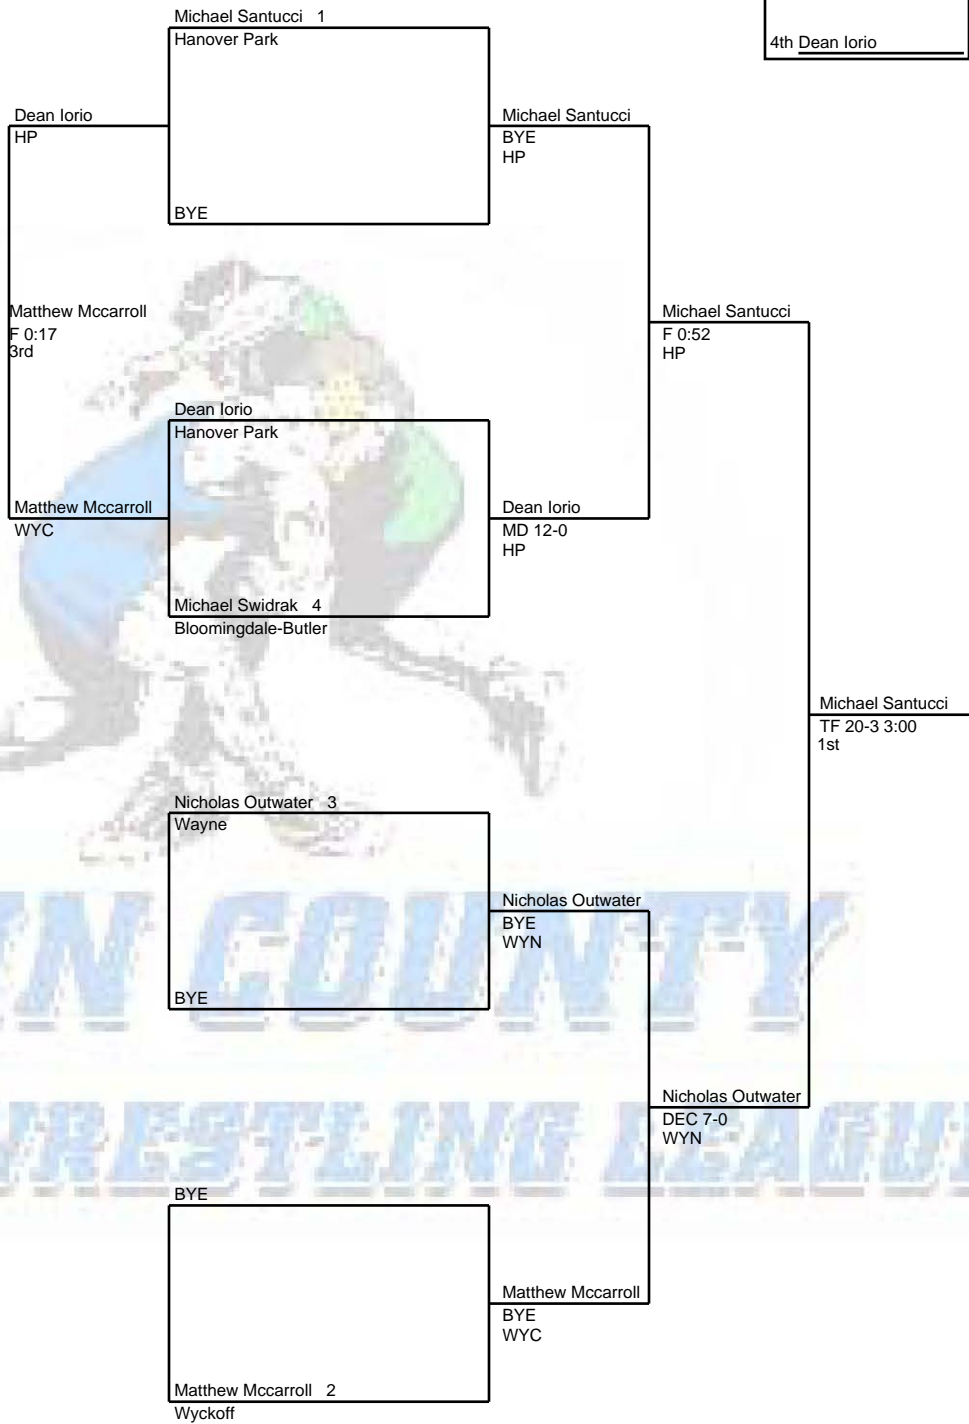 Michael Santucci 1
Hanover Park
4th Dean Iorio
Dean Iorio
HP
Michael Santucci
BYE
HP
BYE
Matthew Mccarroll
F 0:17
3rd
Michael Santucci
F 0:52
HP
Dean Iorio
Hanover Park
Matthew Mccarroll
WYC
Dean Iorio
MD 12-0
HP
Michael Swidrak 4
Bloomingdale-Butler
Michael Santucci
TF 20-3 3:00
1st
Nicholas Outwater 3
Wayne
Nicholas Outwater
BYE
WYN
N COUNTY
BYE
Nicholas Outwater
DEC 7-0
WYN
RESTLING LEAGU
BYE
Matthew Mccarroll
BYE
WYC
Matthew Mccarroll 2
Wyckoff